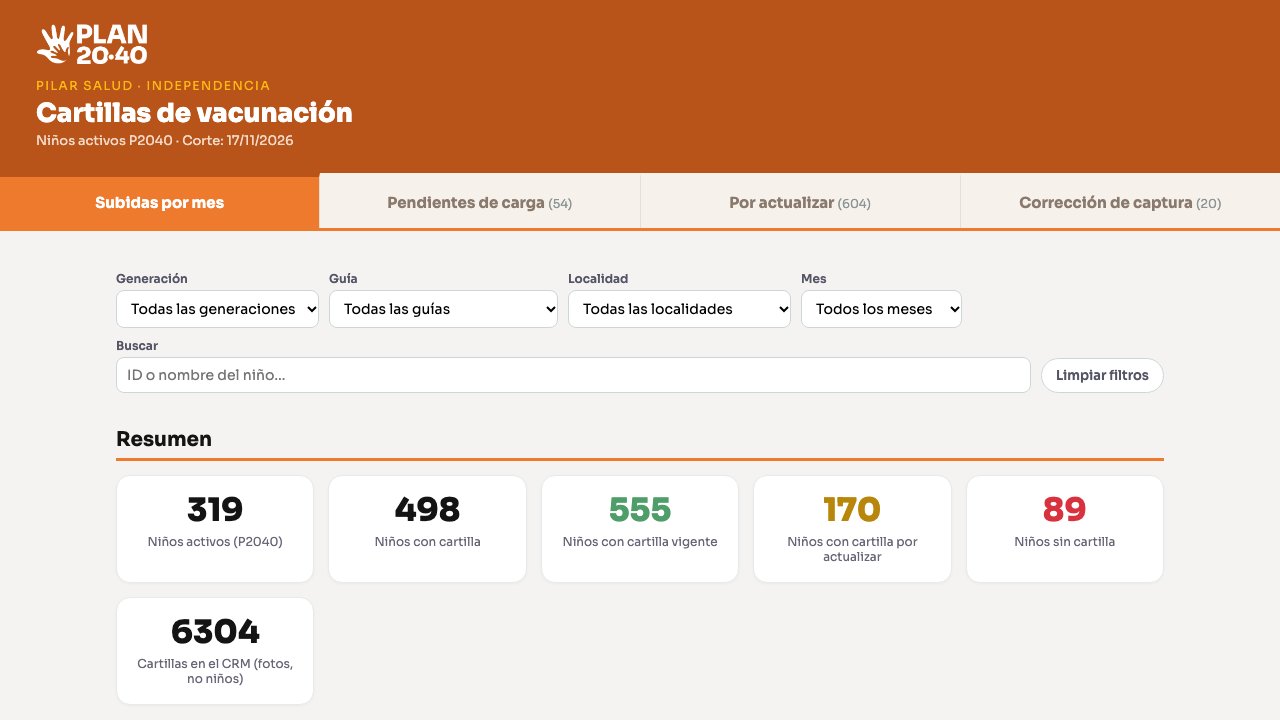 PLAN
20·40
PILAR SALUD · INDEPENDENCIA
Cartillas de vacunación
Niños activos P2040 · Corte: 17/11/2026
Subidas por mes
Pendientes de carga (54)
Por actualizar (604)
Corrección de captura (20)
Generación
Guía
Localidad
Mes
Todas las generaciones
Todas las guías
Todas las localidades
Todos los meses
Buscar
ID o nombre del niño...
Limpiar filtros
Resumen
319
Niños activos (P2040)
498
Niños con cartilla
555
Niños con cartilla vigente
170
Niños con cartilla por
actualizar
89
Niños sin cartilla
6304
Cartillas en el CRM (fotos,
no niños)